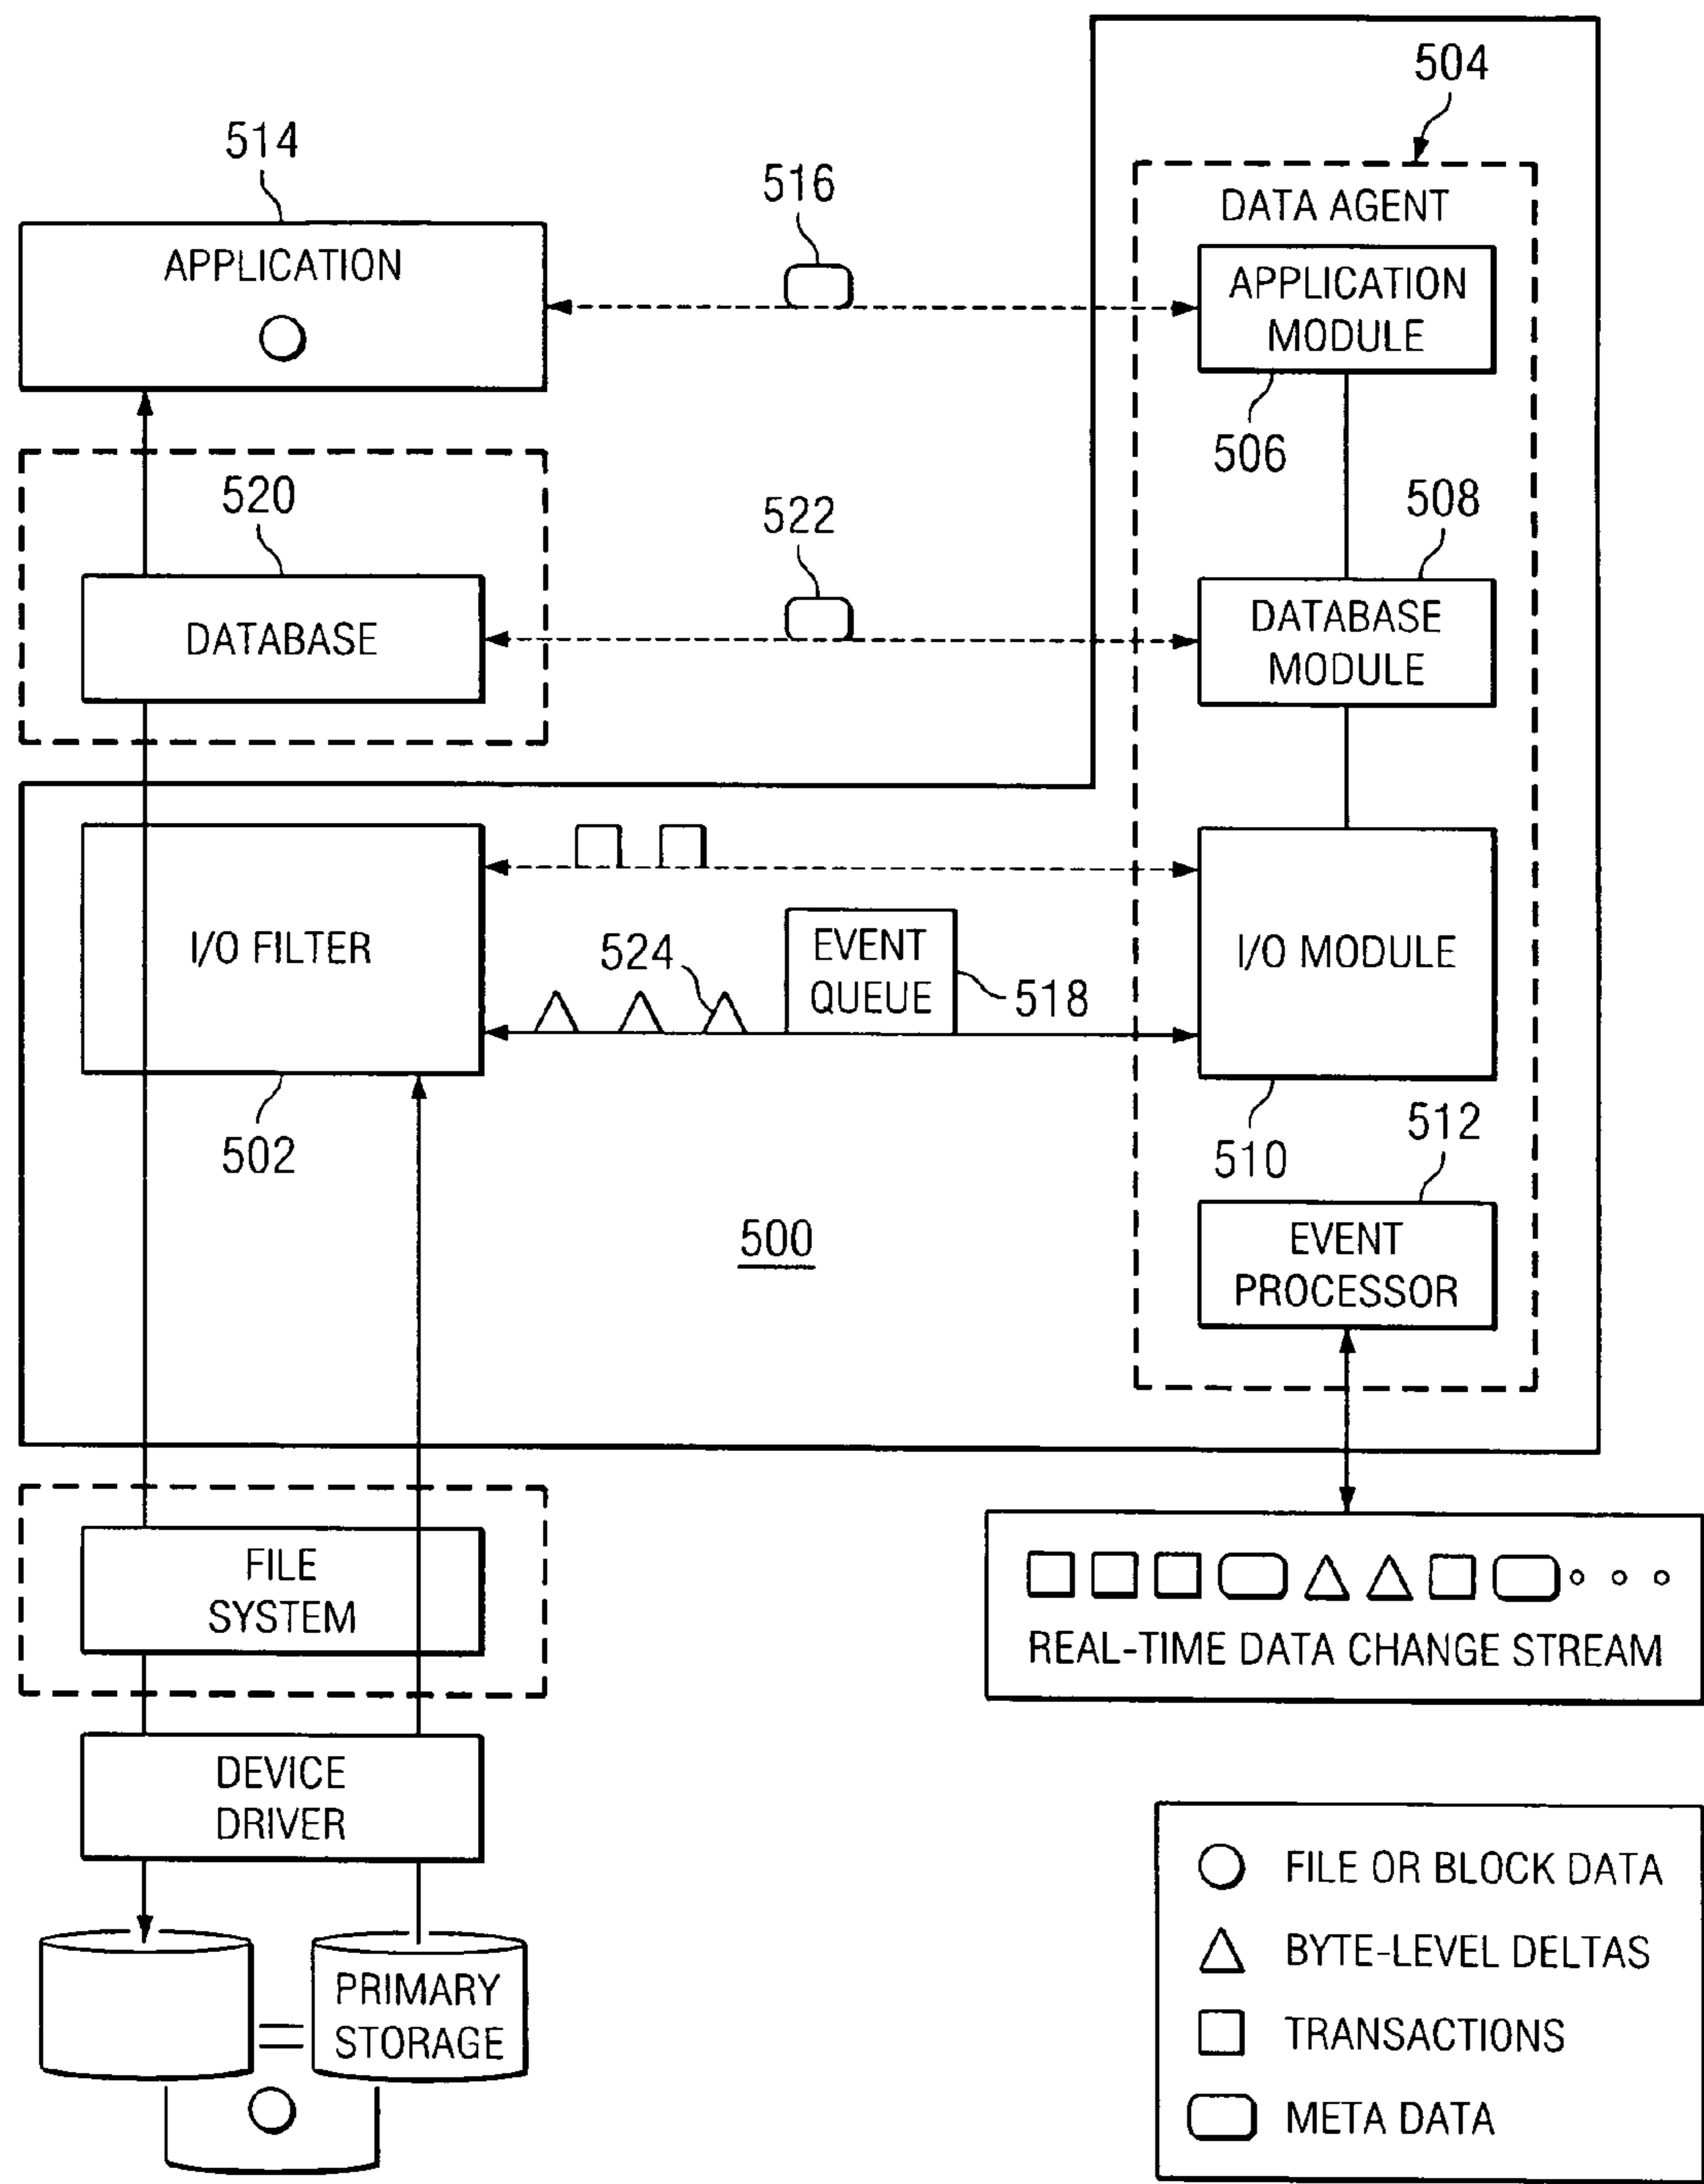 504
514
516
DATA AGENT
APPLICATION
APPLICATION
MODULE
506
520
522
508
DATABASE
DATABASE
MODULE
I/O FILTER
524
EVENT
QUEUE
518
I/O MODULE
502
510
512
500
EVENT
PROCESSOR
FILE
SYSTEM
REAL-TIME DATA CHANGE STREAM
DEVICE
DRIVER
PRIMARY
STORAGE
FILE OR BLOCK DATA
BYTE-LEVEL DELTAS
TRANSACTIONS
META DATA